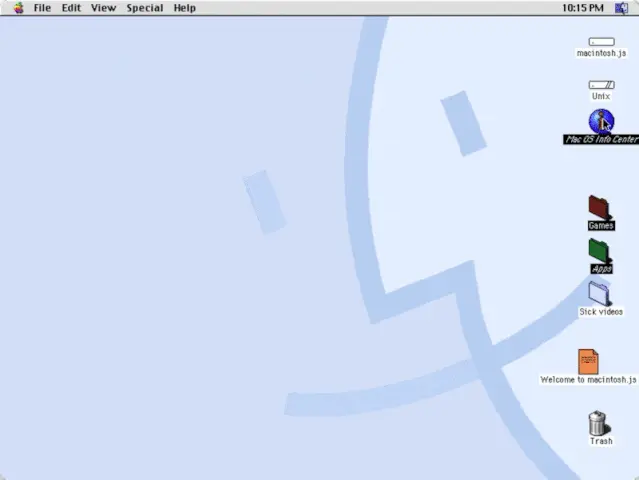 File Edit View Special Help 10:15 PM
macintosh.js
Unix
Mac OS Info Center
Games
Apps
Sick videos
Welcome to macintosh.js
Trash